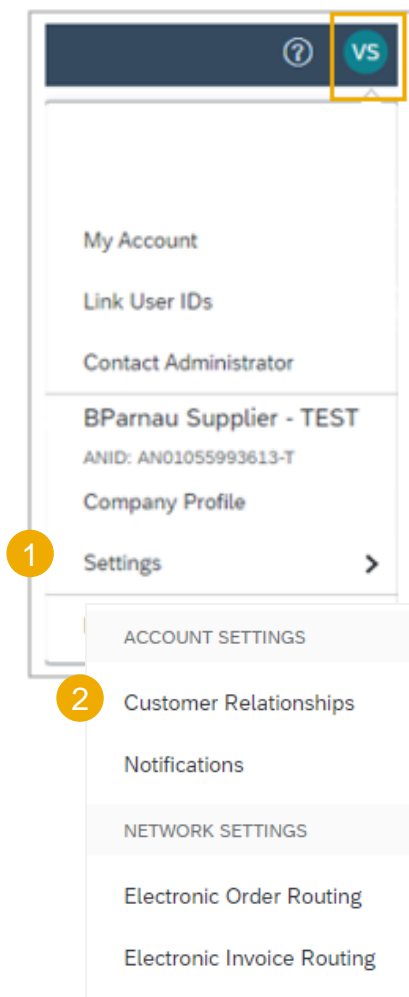 ?
VS
My Account
Link User IDs
Contact Administrator
BParnau Supplier - TEST
ANID: AN01055993613-T
Company Profile
1
Settings
ACCOUNT SETTINGS
2
Customer Relationships
Notifications
NETWORK SETTINGS
Electronic Order Routing
Electronic Invoice Routing